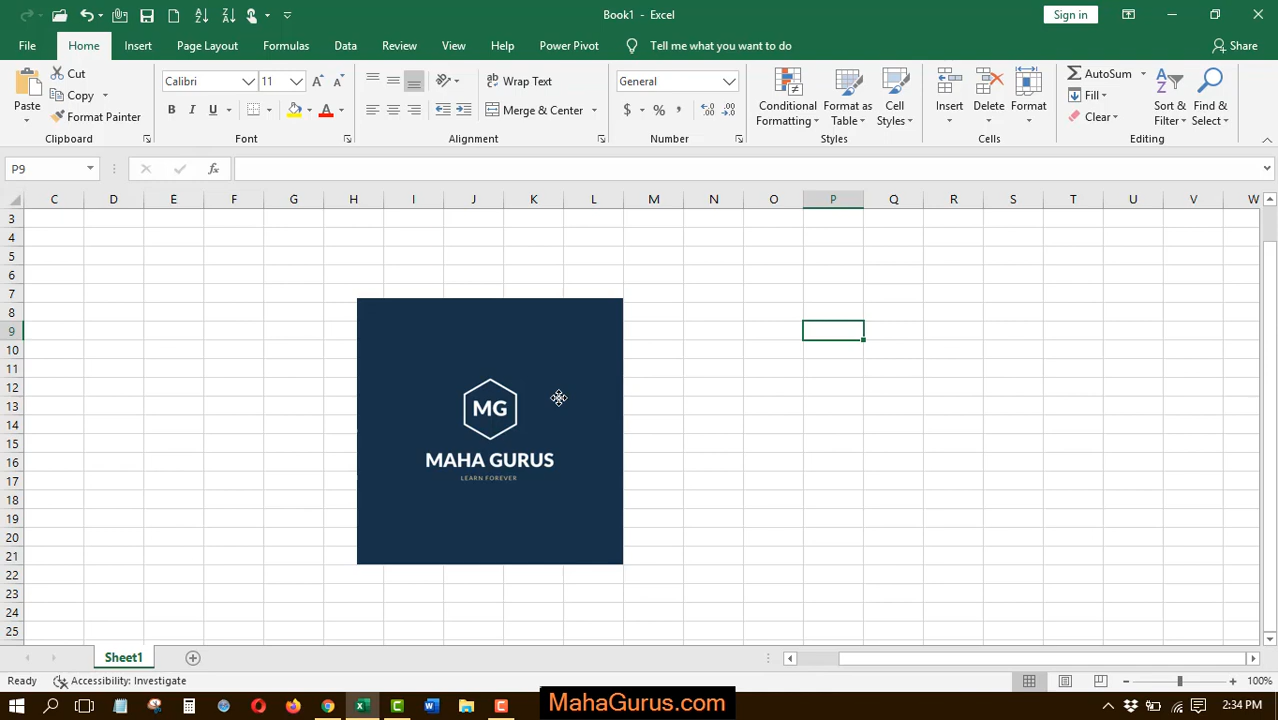 Book1 - Excel
Sign in
File Home Insert Page Layout Formulas Data Review View Help Power Pivot Tell me what you want to do Share
Paste
Cut
Copy
Format Painter
Clipboard
Calibri 11
B I U A
Font
ab Wrap Text
Merge & Center
Alignment
General
$ % ,
Number
Conditional Formatting
Format as Table
Cell Styles
Styles
Insert Delete Format
Cells
AutoSum
Fill
Clear
Sort & Filter
Find & Select
Editing
P9 fx
C D E F G H I J K L M N O P Q R S T U V W
3
4
5
6
7
8
9
10
11
12
13
14
15
16
17
18
19
20
21
22
23
24
25
MG
MAHA GURUS
LEARN FOREVER
Sheet1
Ready Accessibility: Investigate 100%
MahaGurus.com
2:34 PM